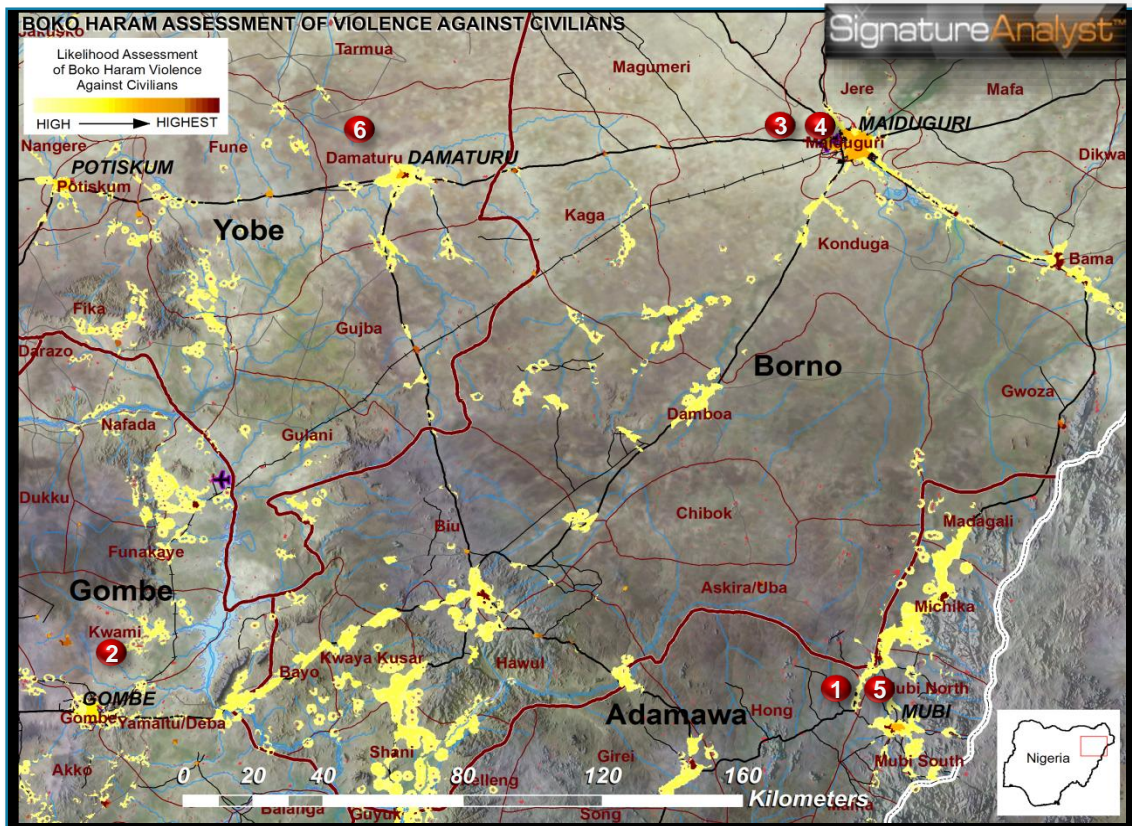 BOKO HARAM ASSESSMENT OF VIOLENCE AGAINST CIVILIANS
SignatureAnalyst™
Likelihood Assessment
of Boko Haram Violence
Against Civilians
HIGH HIGHEST
Tarmua
Magumeri
Jere
Mafa
3
4
6
MAIDUGURI
Maiduguri
Nangere
Fune
Damaturu
DAMATURU
Dikwa
POTISKUM
Potiskum
Yobe
Kaga
Konduga
Bama
Fika
Darazo
Gujba
Borno
Gwoza
Nafada
Damboa
Gulani
Dukku
Chibok
Biu
Madagali
Funakaye
Gombe
Askira/Uba
Michika
Kwami
2
Kwaya Kusar
Bayo
Hawul
1
5
Mubi North
GOMBE
Gombe
Yamaltu/Deba
Adamawa
Hong
MUBI
Shani
Girei
Mubi South
Akko
Nigeria
0 20 40 80 120 160
Kilometers
Balanga
Guyuk
Song